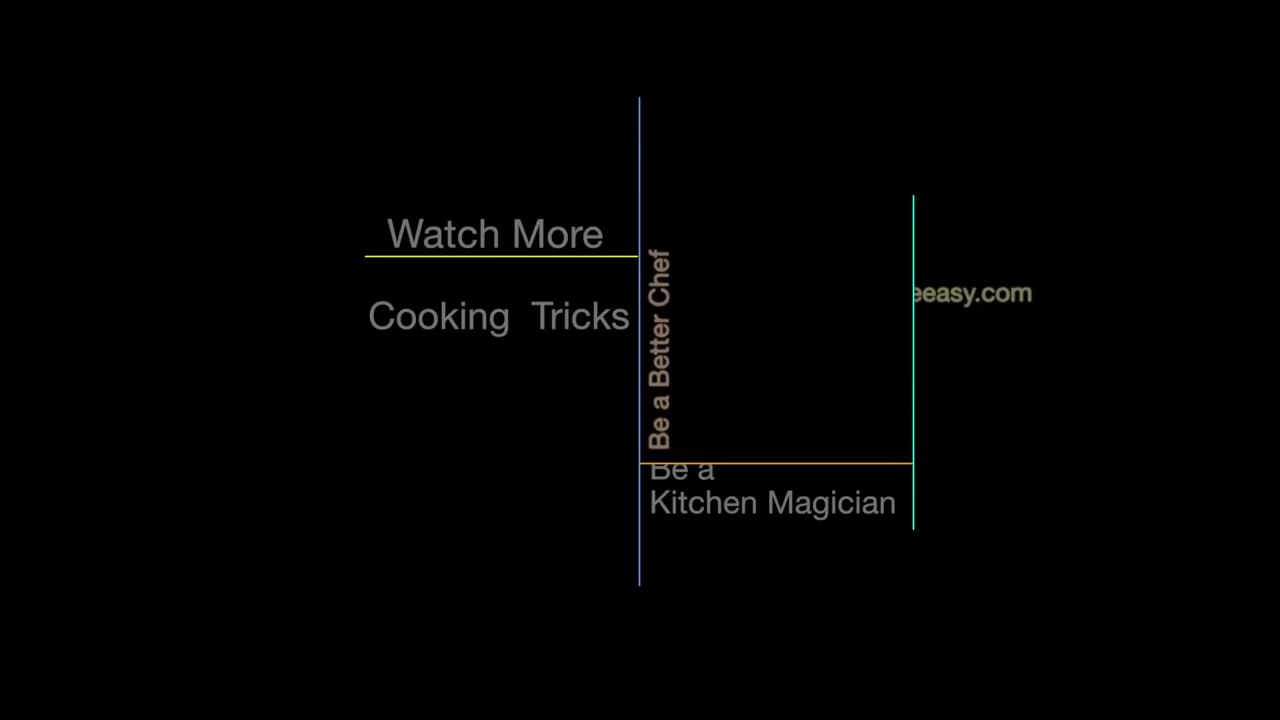 Watch More
Cooking Tricks
Be a Better Chef
Be a
Kitchen Magician
eeasy.com